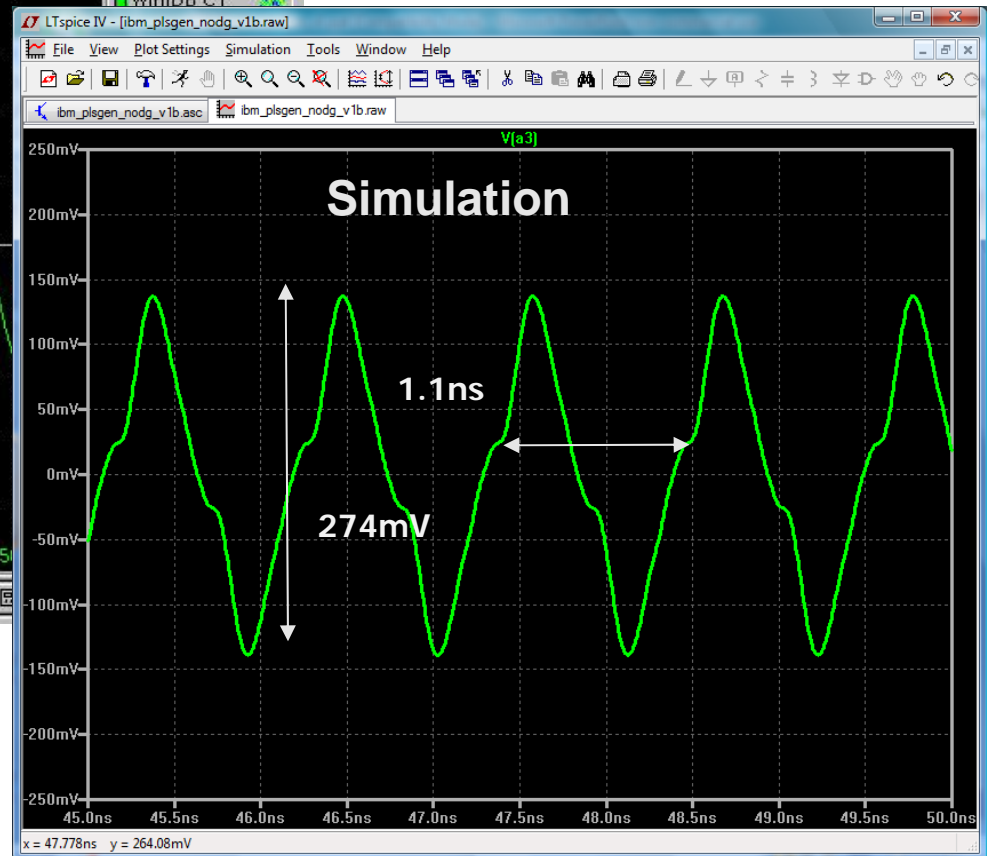 LTspice IV - [ibm_plsgen_nodg_v1b.raw]
File View Plot Settings Simulation Tools Window Help
ibm_plsgen_nodg_v1b.asc ibm_plsgen_nodg_v1b.raw
V(a3)
250mV
Simulation
200mV
150mV
100mV
1.1ns
50mV
0mV
274mV
-50mV
-100mV
-150mV
-200mV
-250mV
45.0ns 45.5ns 46.0ns 46.5ns 47.0ns 47.5ns 48.0ns 48.5ns 49.0ns 49.5ns 50.0ns
x = 47.778ns y = 264.08mV